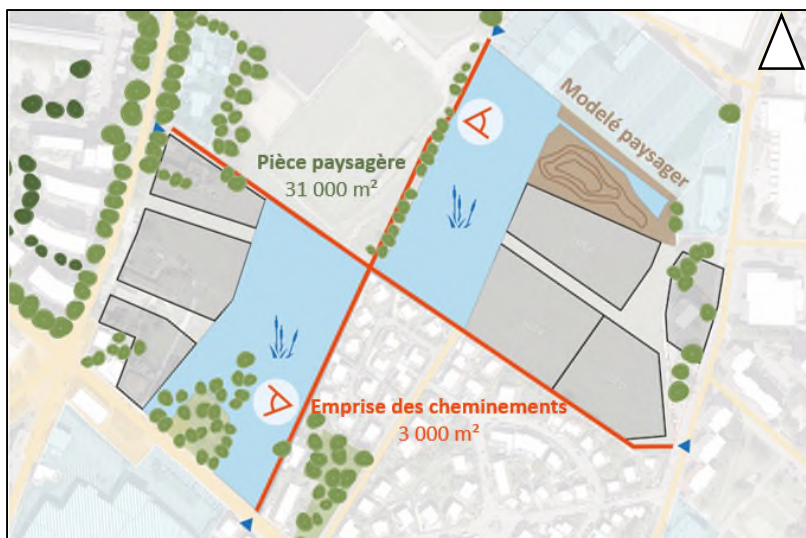 Modelé paysager
Pièce paysagère
31 000 m²
Emprise des cheminements
3 000 m²